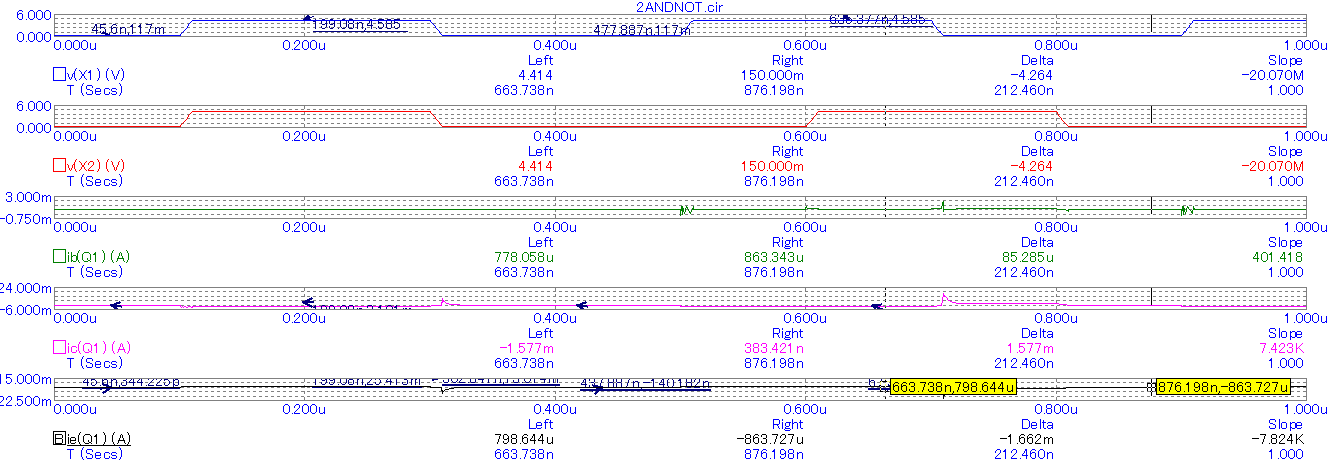 2ANDNOT.cir
6.000
0.000
45.6n,117m
199.08n,4.585
477.887n,117m
636.377n,4.585
0.000u 0.200u 0.400u 0.600u 0.800u 1.000u
Left Right Delta Slope
v(X1) (V) 4.414 150.000m -4.264 -20.070M
T (Secs) 663.738n 876.198n 212.460n 1.000
6.000
0.000
0.000u 0.200u 0.400u 0.600u 0.800u 1.000u
Left Right Delta Slope
v(X2) (V) 4.414 150.000m -4.264 -20.070M
T (Secs) 663.738n 876.198n 212.460n 1.000
3.000m
-0.750m
0.000u 0.200u 0.400u 0.600u 0.800u 1.000u
Left Right Delta Slope
ib(Q1) (A) 778.058u 863.343u 85.285u 401.418
T (Secs) 663.738n 876.198n 212.460n 1.000
24.000m
-6.000m
0.000u 0.200u 0.400u 0.600u 0.800u 1.000u
Left Right Delta Slope
Ic(Q1) (A) -1.577m 383.421n 1.577m 7.423K
T (Secs) 663.738n 876.198n 212.460n 1.000
15.000m
22.500m
45.6n,344.225p
199.08n,25.413m
437.887n,-140.182n
663.738n,798.644u
876.198n,-863.727u
0.000u 0.200u 0.400u 0.600u 0.800u 1.000u
Left Right Delta Slope
B ie(Q1) (A) 798.644u -863.727u -1.662m -7.824K
T (Secs) 663.738n 876.198n 212.460n 1.000